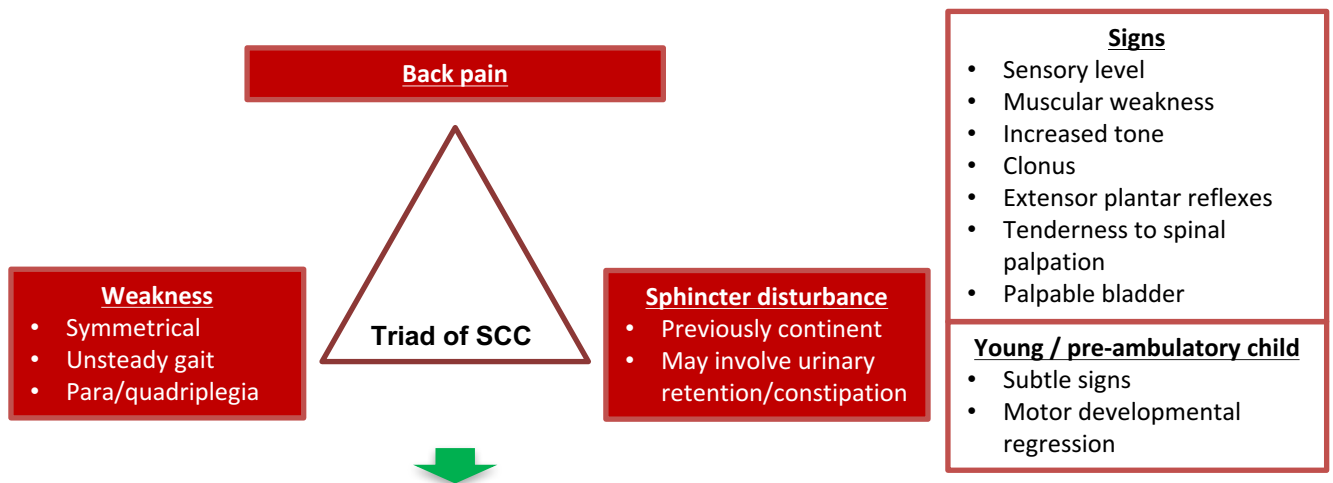 Back pain
Weakness
• Symmetrical
• Unsteady gait
• Para/quadriplegia
Triad of SCC
Sphincter disturbance
• Previously continent
• May involve urinary
retention/constipation
Signs
• Sensory level
• Muscular weakness
• Increased tone
• Clonus
• Extensor plantar reflexes
• Tenderness to spinal
palpation
• Palpable bladder
Young / pre-ambulatory child
• Subtle signs
• Motor developmental
regression